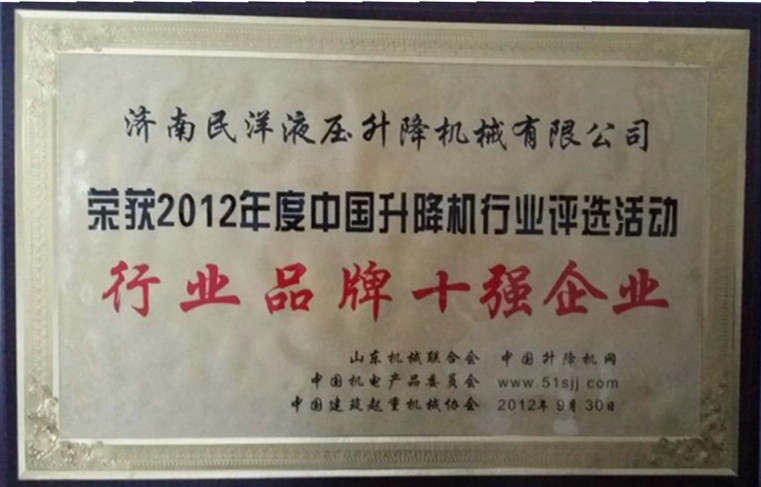 济南民洋液压升降机械有限公司
荣获2012年度中国升降机行业评选活动
行业品牌十强企业
山东机械联合会 中国升降机网
中国机电产品委员会 www.51sjj.com
中国建筑起重机械协会 2012年9月30日